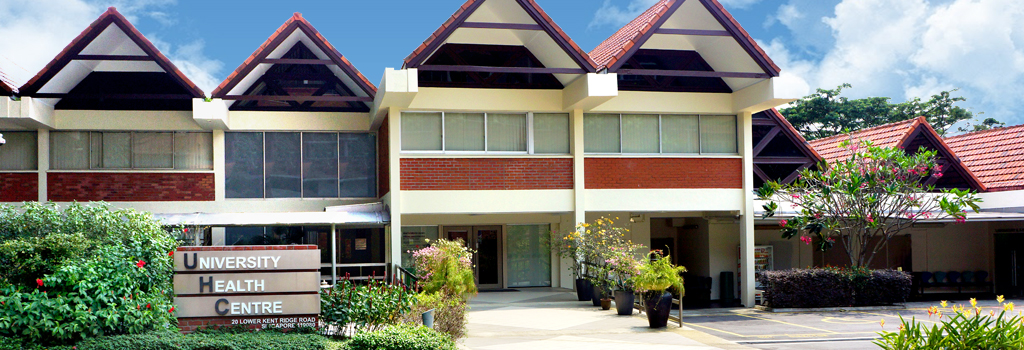 UNIVERSITY
HEALTH
CENTRE
20 LOWER KENT RIDGE ROAD
SINGAPORE 119080